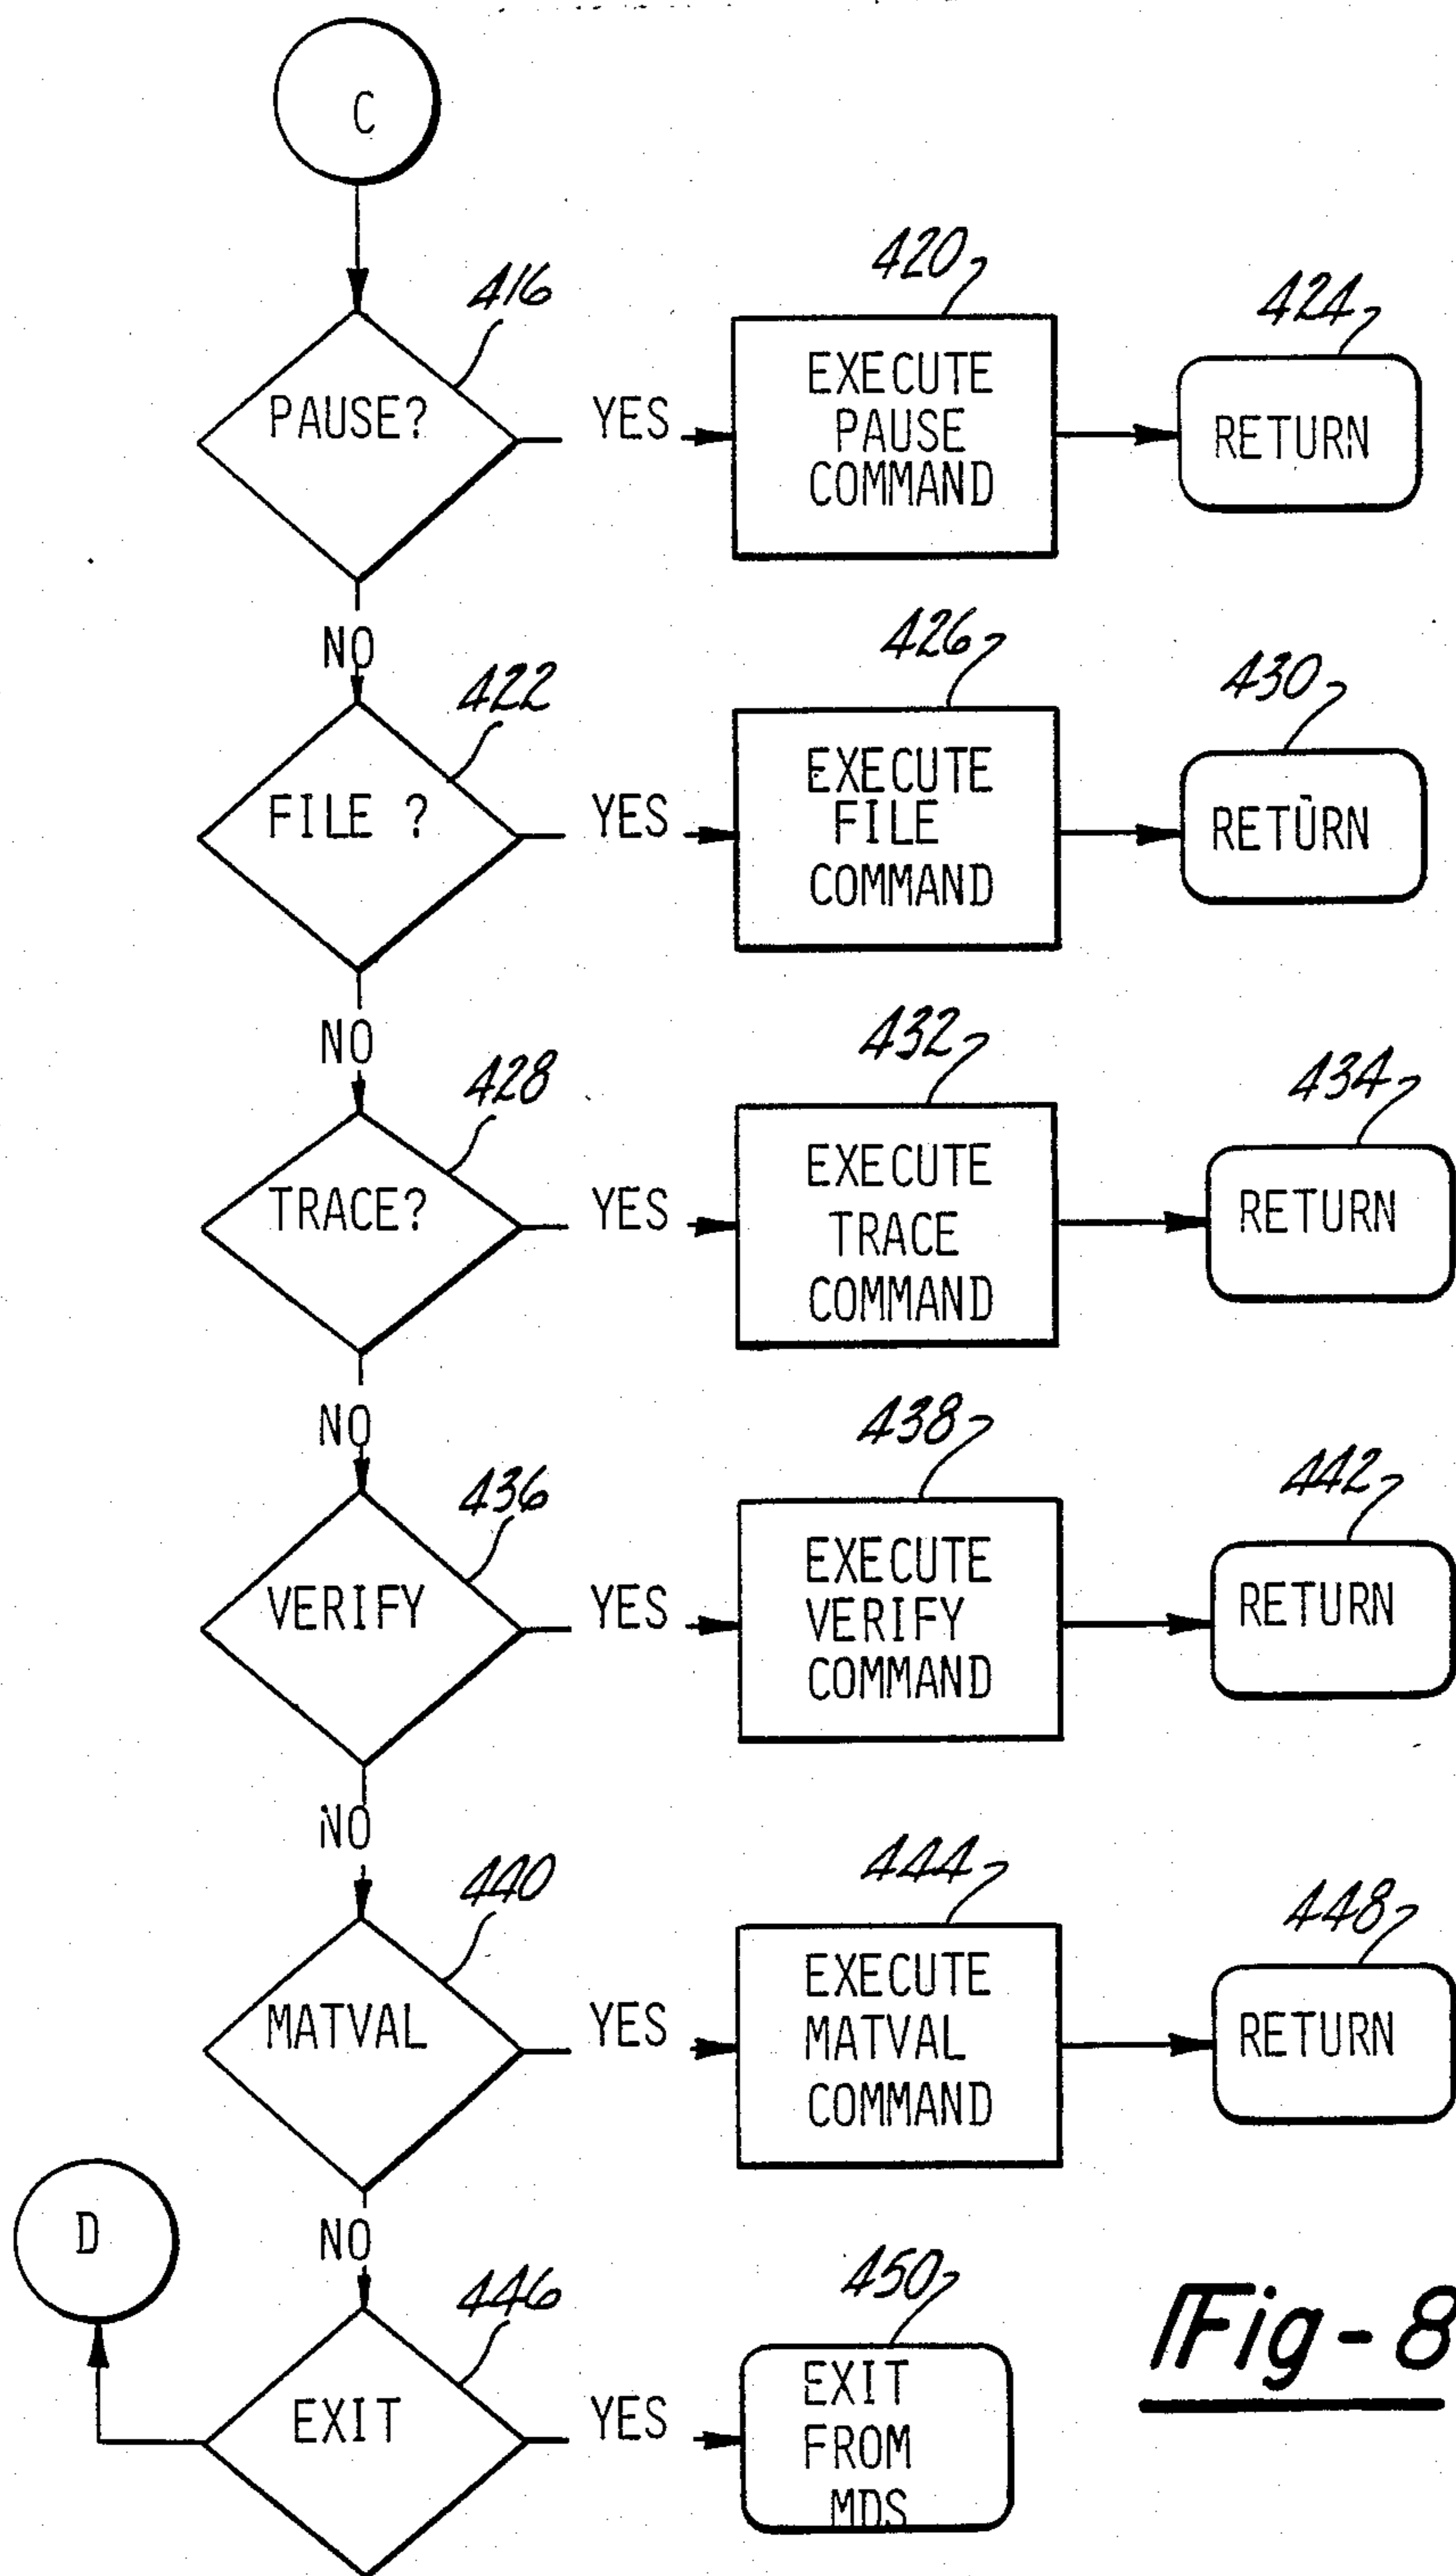 C
416
PAUSE?
YES
420
EXECUTE
PAUSE
COMMAND
424
RETURN
NO
422
FILE ?
YES
426
EXECUTE
FILE
COMMAND
430
RETURN
NO
428
TRACE?
YES
432
EXECUTE
TRACE
COMMAND
434
RETURN
NO
436
VERIFY
YES
438
EXECUTE
VERIFY
COMMAND
442
RETURN
NO
440
MATVAL
YES
444
EXECUTE
MATVAL
COMMAND
448
RETURN
NO
D
446
EXIT
YES
450
EXIT
FROM
MDS
Fig-8